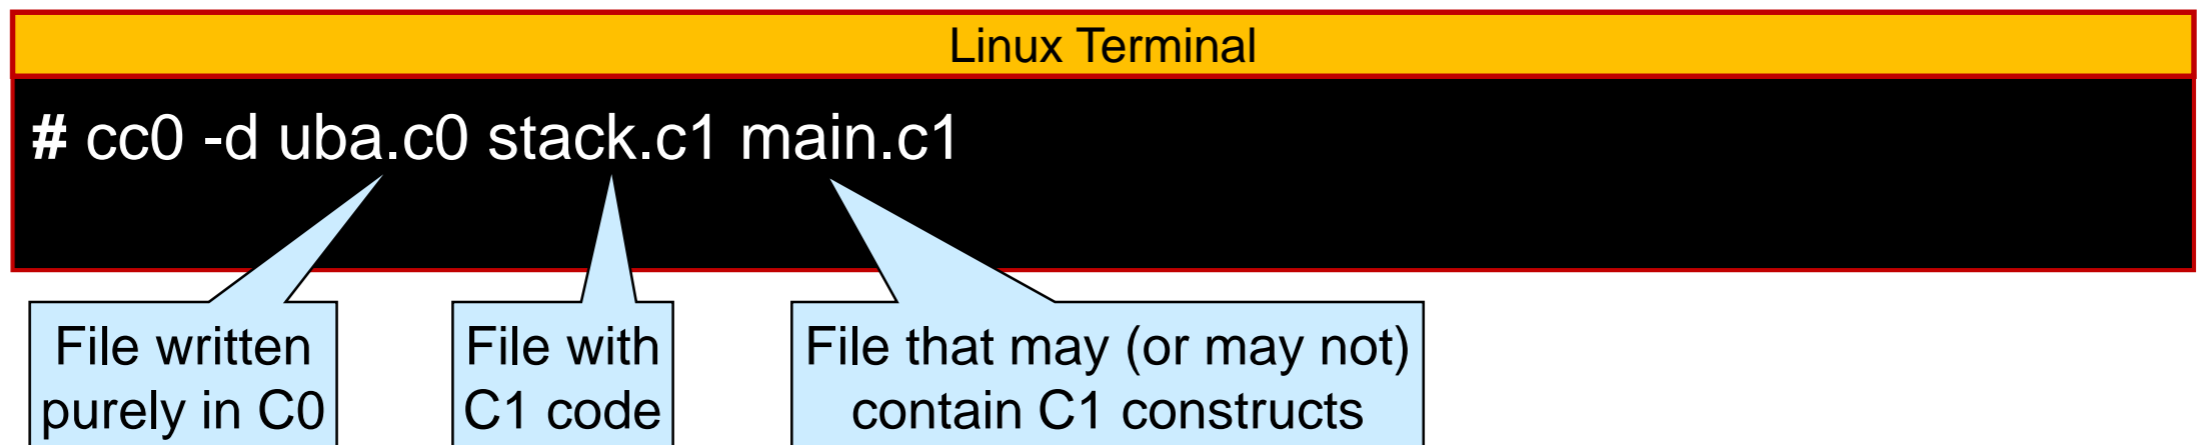 Linux Terminal
# cc0 -d uba.c0 stack.c1 main.c1
File written
purely in C0
File with
C1 code
File that may (or may not)
contain C1 constructs